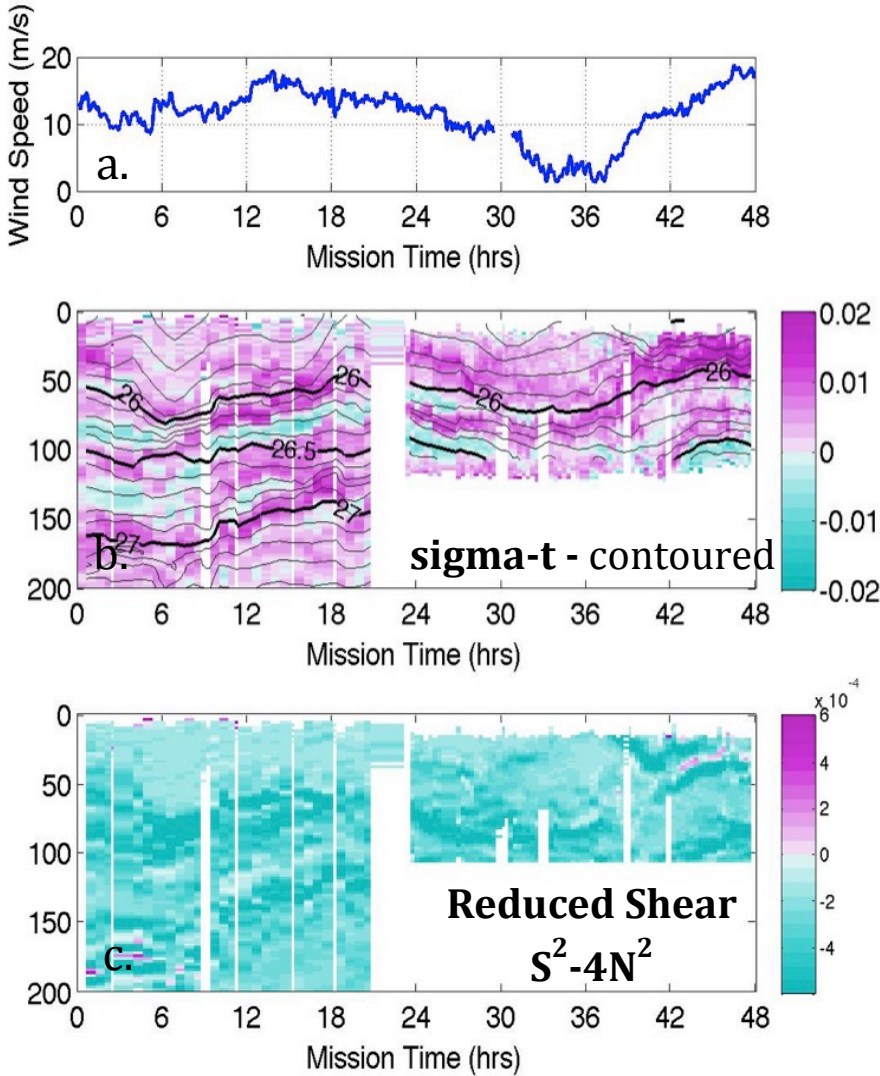 Wind Speed (m/s)
20
10
0
a.
0 6 12 18 24 30 36 42 48
Mission Time (hrs)
0
50
100
150
200
26 26 26 26
26.5
27 27
b.
sigma-t - contoured
0.02
0.01
0
-0.01
-0.02
0 6 12 18 24 30 36 42 48
Mission Time (hrs)
x 10⁻⁴
0
50
100
150
200
c.
Reduced Shear
S²-4N²
6
4
2
0
-2
-4
0 6 12 18 24 30 36 42 48
Mission Time (hrs)